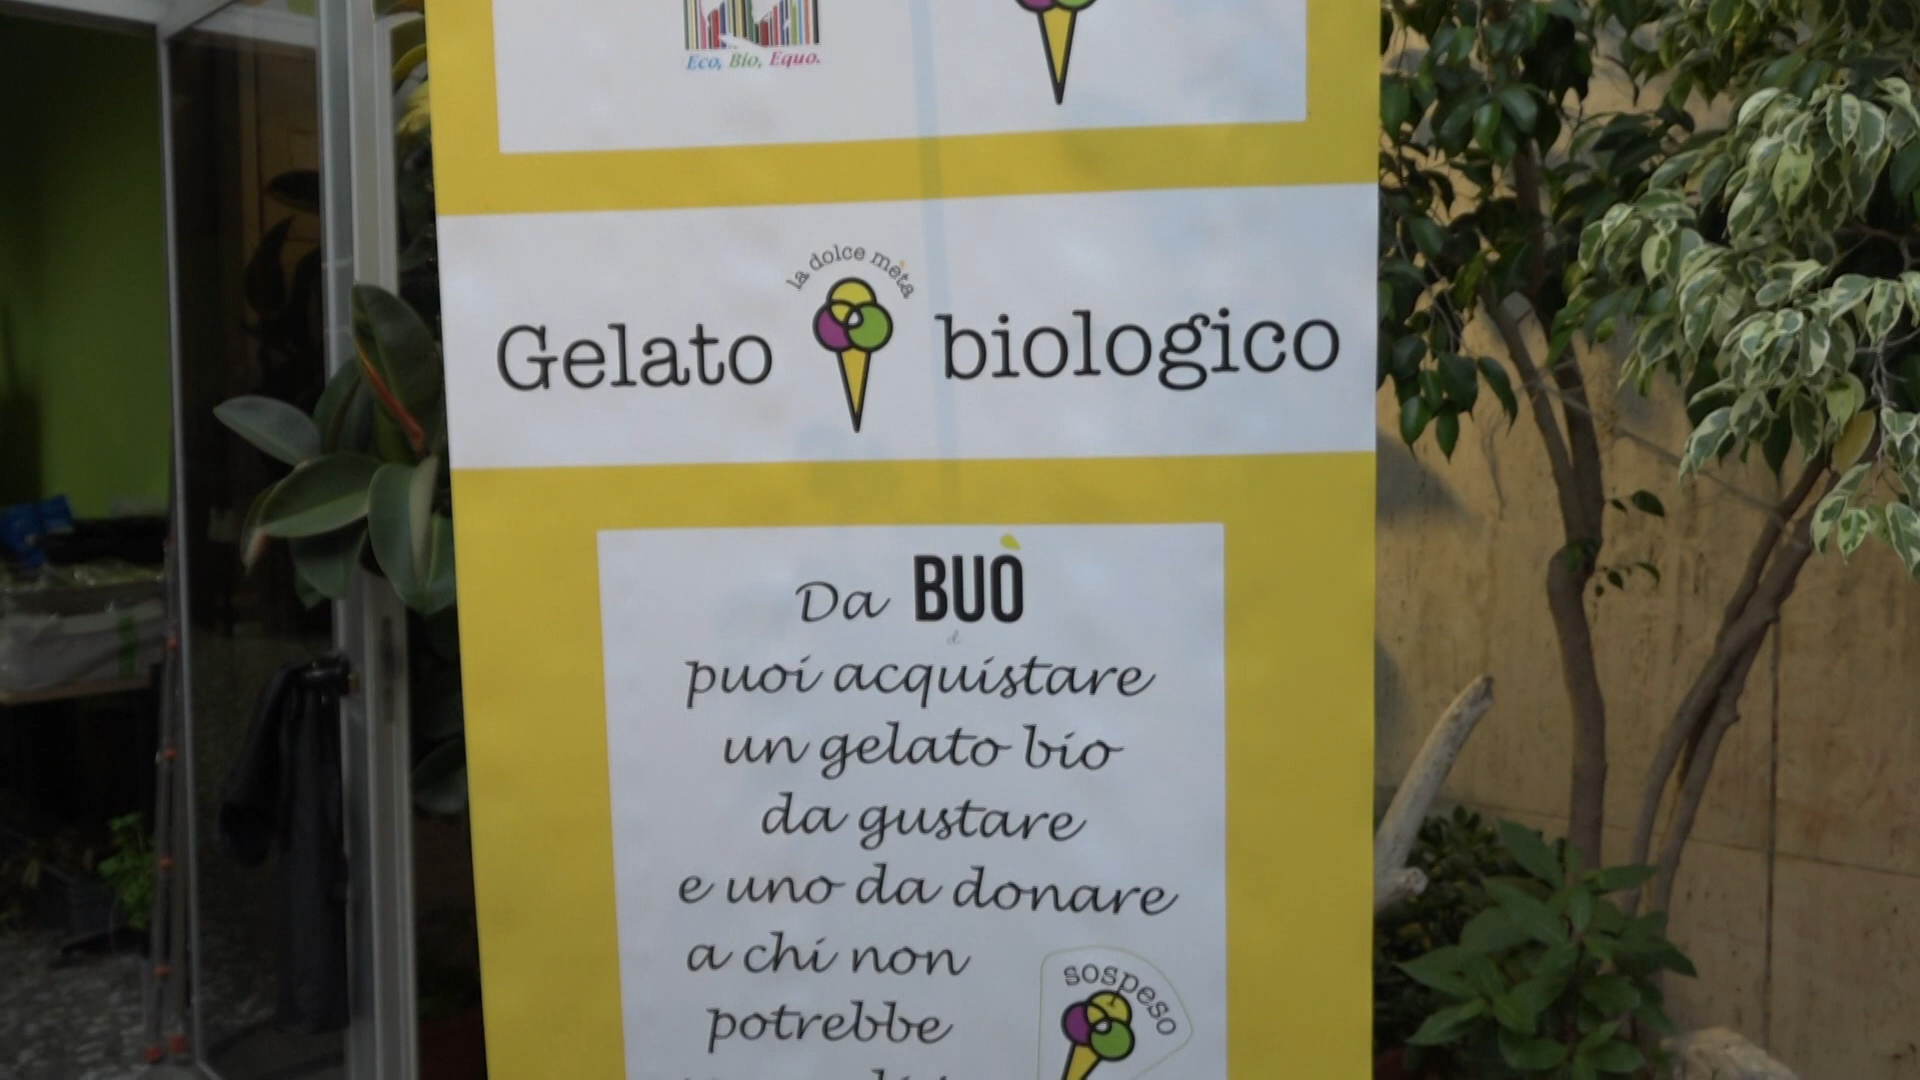 Eco, Bio, Equo.
la dolce metà
Gelato biologico
Da BUÒ
puoi acquistare
un gelato bio
da gustare
e uno da donare
a chi non
potrebbe
sospeso